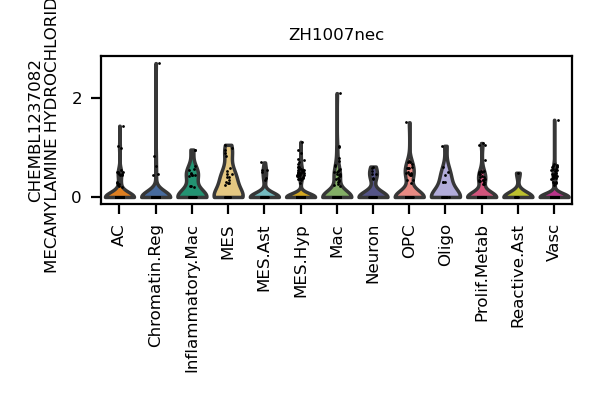 ZH1007nec
CHEMBL1237082
MECAMYLAMINE HYDROCHLORID
2
0
AC
Chromatin.Reg
Inflammatory.Mac
MES
MES.Ast
MES.Hyp
Mac
Neuron
OPC
Oligo
Prolif.Metab
Reactive.Ast
Vasc